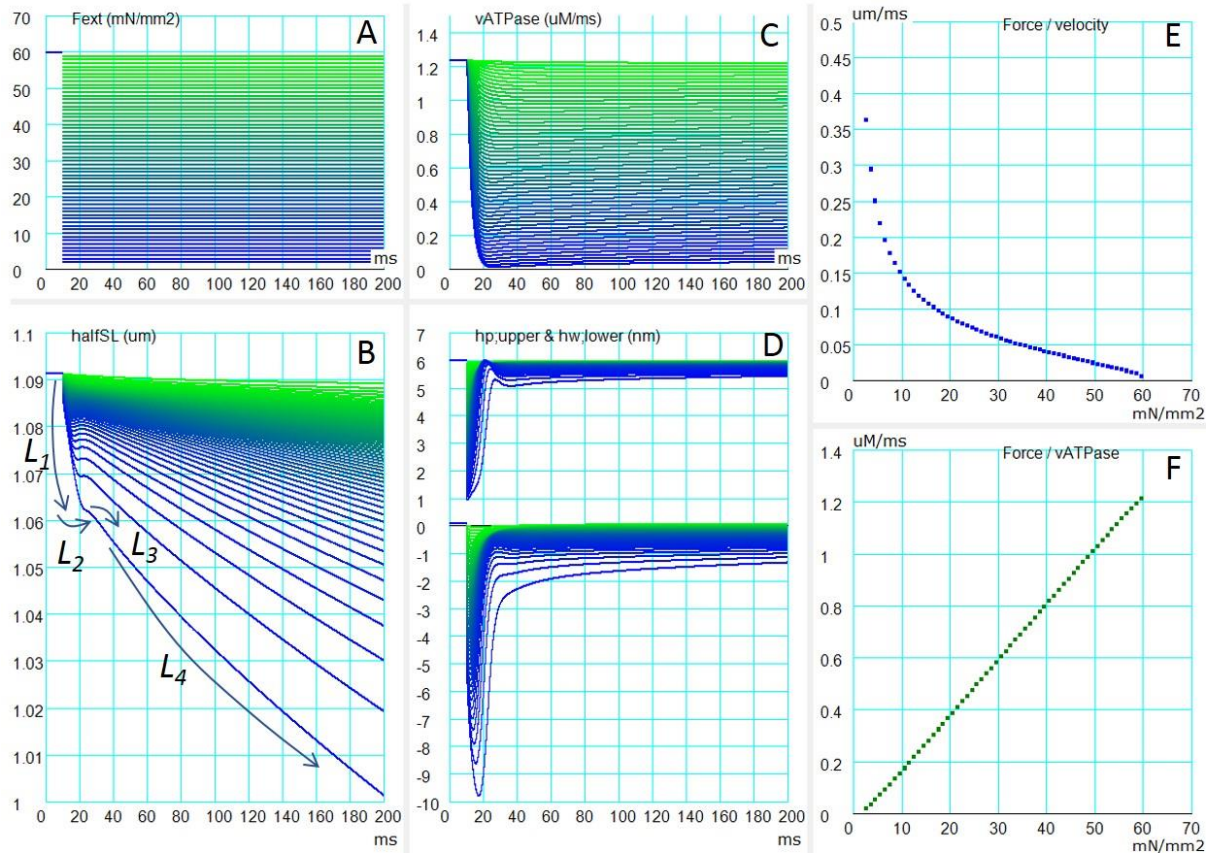 Fext (mN/mm2)
A
70
60
50
40
30
20
10
0
ms
0 20 40 60 80 100 120 140 160 180 200
vATPase (uM/ms)
C
1.4
1.2
1
0.8
0.6
0.4
0.2
0
ms
0 20 40 60 80 100 120 140 160 180 200
um/ms
Force / velocity
E
0.5
0.45
0.4
0.35
0.3
0.25
0.2
0.15
0.1
0.05
0
0 10 20 30 40 50 60 70
mN/mm2
halfSL (um)
B
1.1
1.09
1.08
1.07
1.06
1.05
1.04
1.03
1.02
1.01
1
L1
L2
L3
L4
0 20 40 60 80 100 120 140 160 180 200
ms
hp;upper & hw;lower (nm)
D
7
6
5
4
3
2
1
0
-1
-2
-3
-4
-5
-6
-7
-8
-9
-10
0 20 40 60 80 100 120 140 160 180 200
ms
uM/ms
Force / vATPase
F
1.4
1.2
1
0.8
0.6
0.4
0.2
0
0 10 20 30 40 50 60 70
mN/mm2